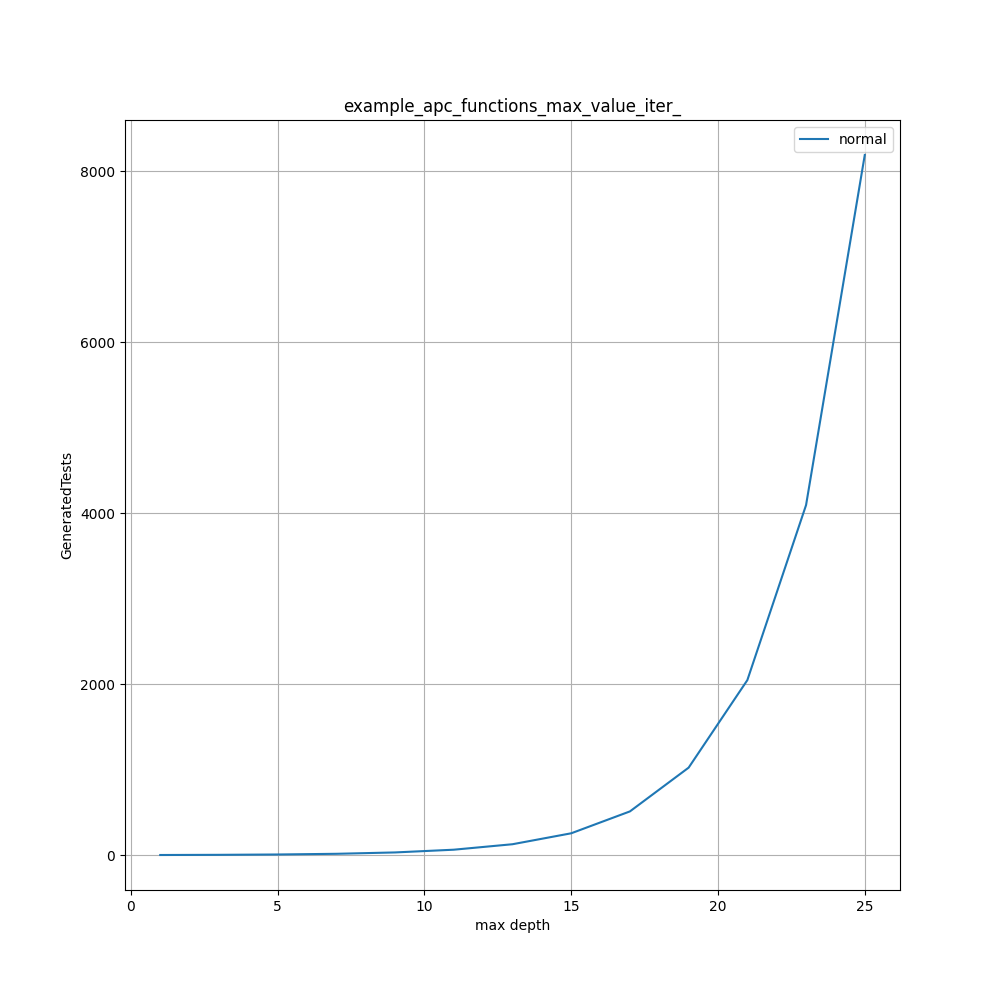 example_apc_functions_max_value_iter_
normal
8000
6000
4000
2000
0
GeneratedTests
0 5 10 15 20 25
max depth